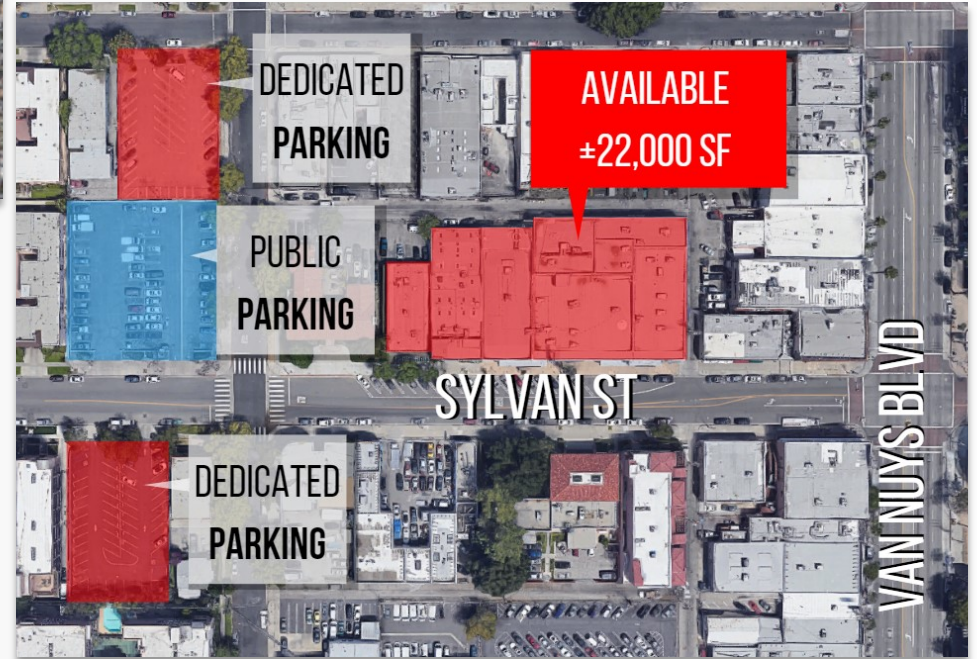 DEDICATED
PARKING
AVAILABLE
±22,000 SF
PUBLIC
PARKING
SYLVAN ST
DEDICATED
PARKING
VAN NUYS BLVD